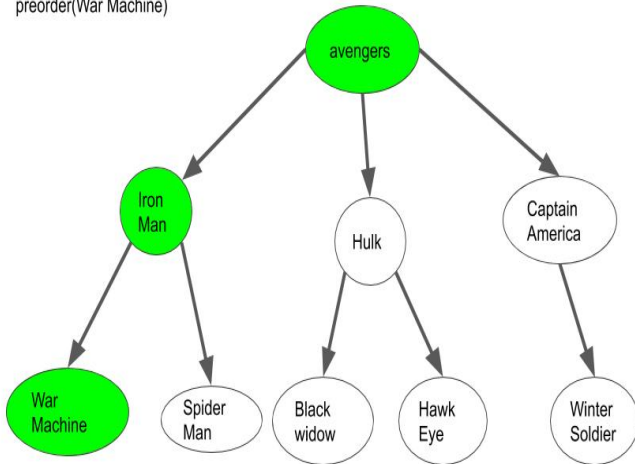 preorder(War Machine)
avengers
Iron
Man
Hulk
Captain
America
War
Machine
Spider
Man
Black
widow
Hawk
Eye
Winter
Soldier